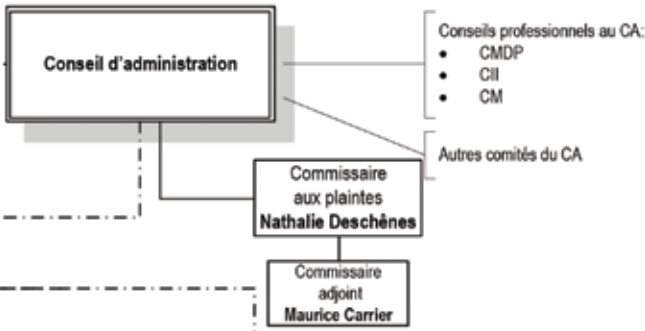 Conseil d'administration
Conseils professionnels au CA:
• CMDP
• CII
• CM
Autres comités du CA
Commissaire
aux plaintes
Nathalie Deschênes
Commissaire
adjoint
Maurice Carrier